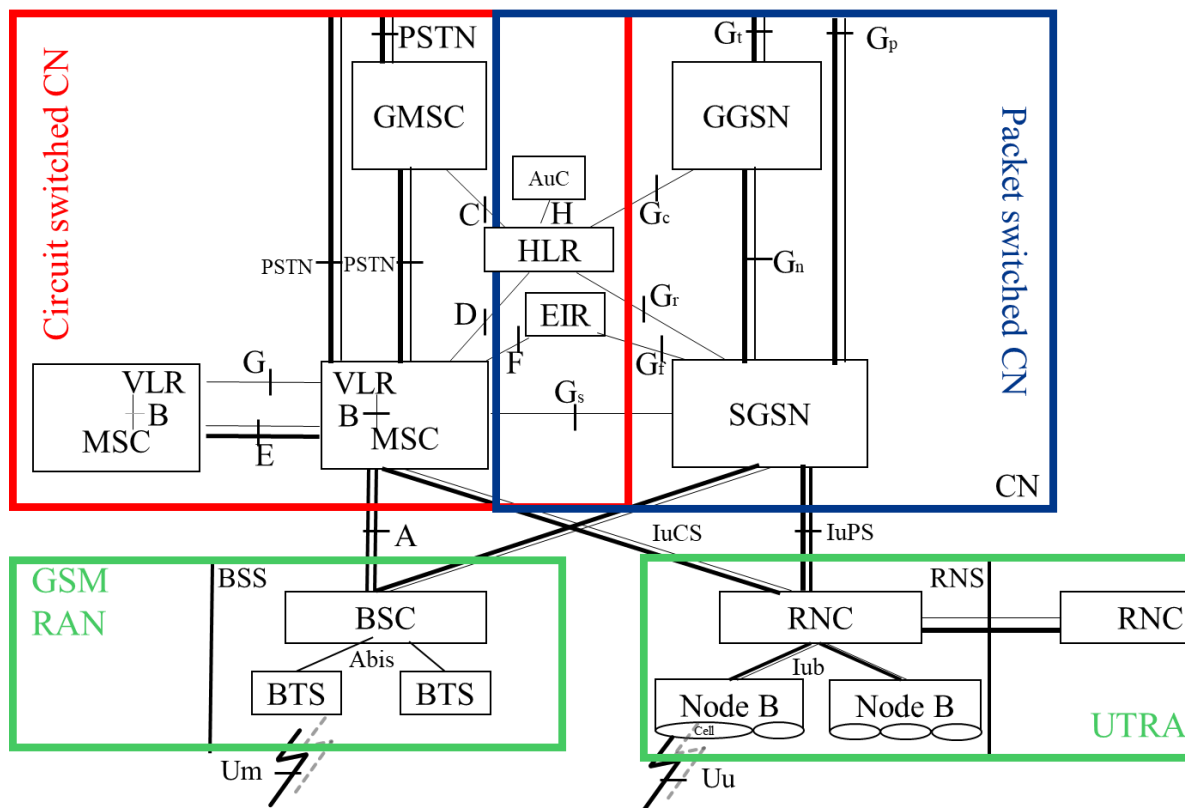 PSTN
Gt
Gp
Circuit switched CN
GMSC
GGSN
Packet switched CN
AuC
C
H
Gc
HLR
PSTN
PSTN
Gn
D
Gr
EIR
F
Gf
G
VLR
B
MSC
VLR
B
MSC
Gs
SGSN
E
CN
A
IuCS
IuPS
GSM
RAN
BSS
RNS
BSC
RNC
RNC
Abis
Iub
BTS
BTS
Node B
Node B
Cell
UTRA
Um
Uu